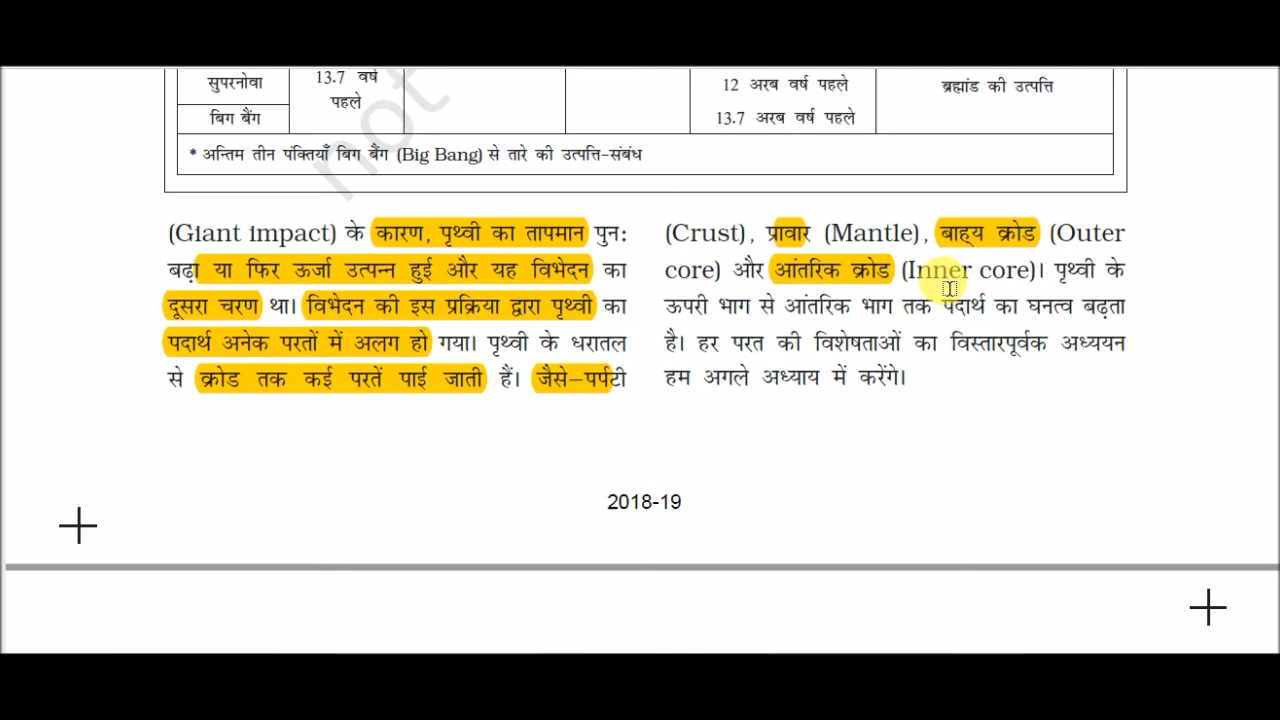 सुपरनोवा
बिग बैंग
13.7 वर्ष
पहले
12 अरब वर्ष पहले
13.7 अरब वर्ष पहले
ब्रह्मांड की उत्पत्ति
* अन्तिम तीन पंक्तियाँ बिग बैंग (Big Bang) से तारे की उत्पत्ति-संबंध
not
(Giant impact) के कारण, पृथ्वी का तापमान पुन:
बढ़ा या फिर ऊर्जा उत्पन्न हुई और यह विभेदन का
दूसरा चरण था। विभेदन की इस प्रक्रिया द्वारा पृथ्वी का
पदार्थ अनेक परतों में अलग हो गया। पृथ्वी के धरातल
से क्रोड तक कई परतें पाई जाती हैं। जैसे–पर्पटी
(Crust), प्रावार (Mantle), बाह्य क्रोड (Outer
core) और आंतरिक क्रोड (Inner core)। पृथ्वी के
ऊपरी भाग से आंतरिक भाग तक पदार्थ का घनत्व बढ़ता
है। हर परत की विशेषताओं का विस्तारपूर्वक अध्ययन
हम अगले अध्याय में करेंगे।
2018-19